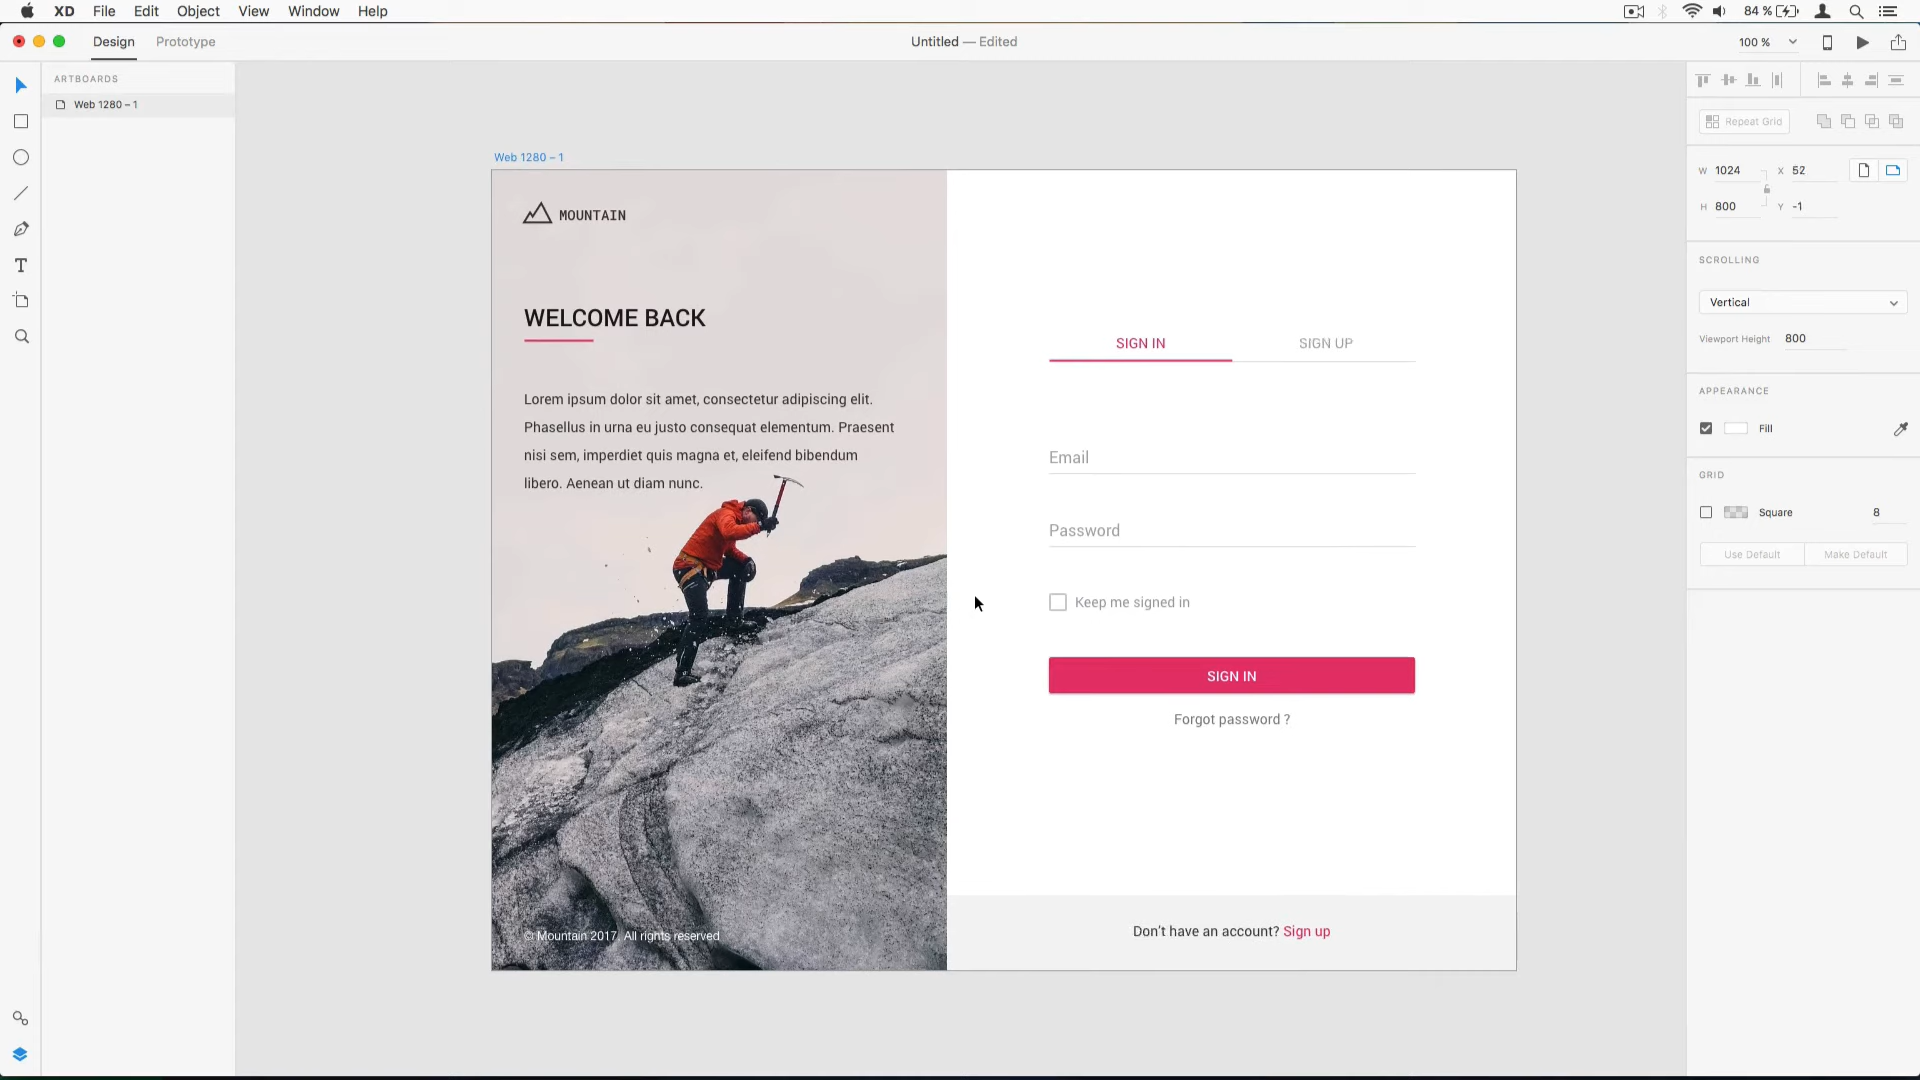 XD File Edit Object View Window Help
84 %
Design Prototype
Untitled — Edited
100 %
ARTBOARDS
Web 1280 – 1
Web 1280 – 1
MOUNTAIN
WELCOME BACK
Lorem ipsum dolor sit amet, consectetur adipiscing elit.
Phasellus in urna eu justo consequat elementum. Praesent
nisi sem, imperdiet quis magna et, eleifend bibendum
libero. Aenean ut diam nunc.
© Mountain 2017. All rights reserved
SIGN IN SIGN UP
Email
Password
Keep me signed in
SIGN IN
Forgot password ?
Don't have an account? Sign up
Repeat Grid
W 1024 X 52
H 800 Y -1
SCROLLING
Vertical
Viewport Height 800
APPEARANCE
Fill
GRID
Square 8
Use Default Make Default